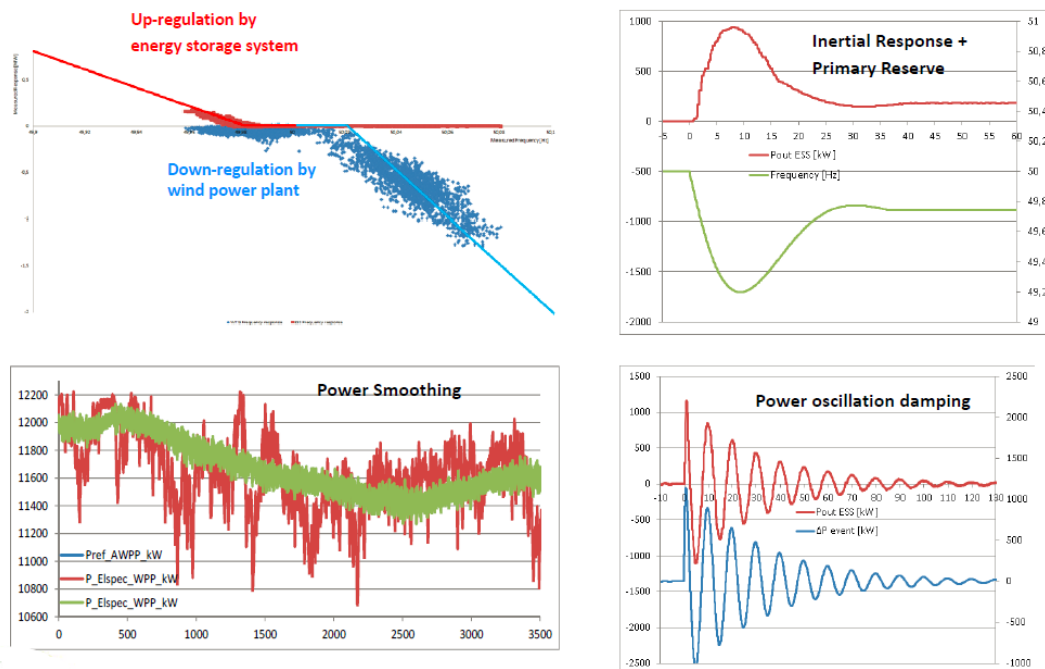 Up-regulation by
energy storage system
Down-regulation by
wind power plant
Inertial Response +
Primary Reserve
1000
500
0
-500
-1000
-1500
-2000
51
50,8
50,6
50,4
50,2
50
49,8
49,6
49,4
49,2
49
-5 0 5 10 15 20 25 30 35 40 45 50 55 60
Pout ESS [kW]
Frequency [Hz]
Power Smoothing
12200
12000
11800
11600
11400
11200
11000
10800
10600
0 500 1000 1500 2000 2500 3000 3500
Pref_AWPP_kW
P_Elspec_WPP_kW
P_Elspec_WPP_kW
Power oscillation damping
1500
1000
500
0
-500
-1000
-1500
-2000
-2500
2500
2000
1500
1000
500
0
-500
-1000
-10 0 10 20 30 40 50 60 70 80 90 100 110 120 130
Pout ESS [kW]
ΔP event [kW]